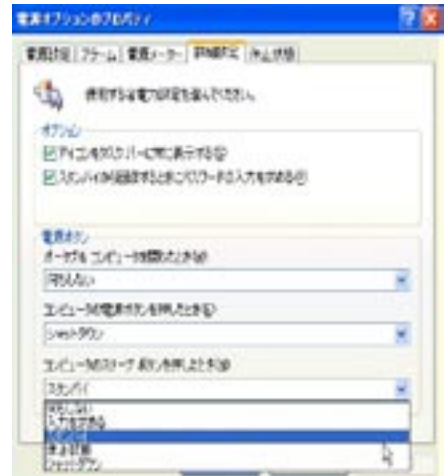 電源オプションのプロパティ
電源設定 アラーム 電源メーター 詳細設定 休止状態
使用する省電力設定を選んでください。
オプション
アイコンをタスク バーに常に表示する(I)
スタンバイから回復するときにパスワードの入力を求める(P)
電源ボタン
ポータブル コンピュータを閉じたとき(W)
何もしない
コンピュータの電源ボタンを押したとき(E)
シャットダウン
コンピュータのスリープ ボタンを押したとき(W)
スタンバイ
何もしない
入力を求める
スタンバイ
休止状態
シャットダウン